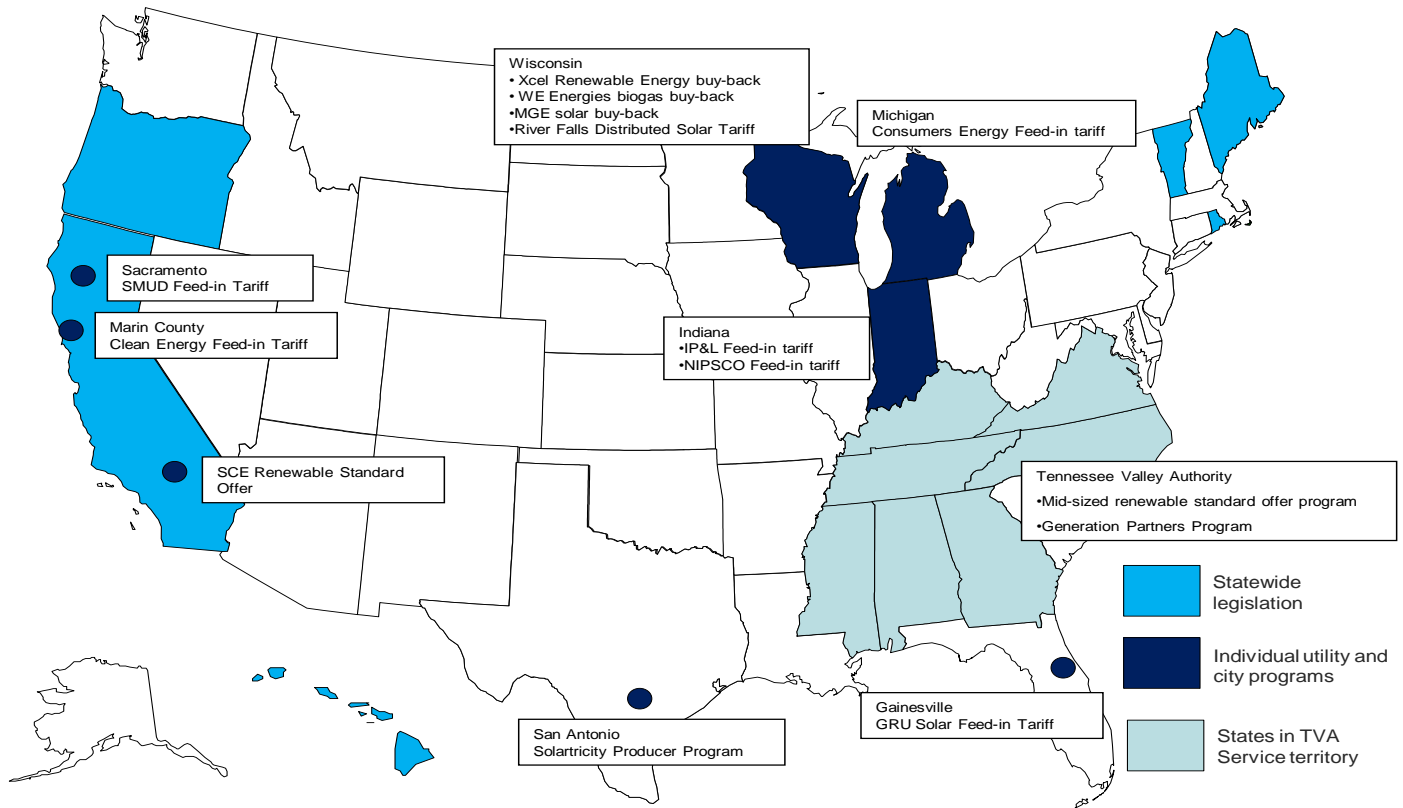 Wisconsin
• Xcel Renewable Energy buy-back
• WE Energies biogas buy-back
•MGE solar buy-back
•River Falls Distributed Solar Tariff
Michigan
Consumers Energy Feed-in tariff
Sacramento
SMUD Feed-in Tariff
Marin County
Clean Energy Feed-in Tariff
Indiana
•IP&L Feed-in tariff
•NIPSCO Feed-in tariff
SCE Renewable Standard
Offer
Tennessee Valley Authority
•Mid-sized renewable standard offer program
•Generation Partners Program
Statewide
legislation
Individual utility and
city programs
States in TVA
Service territory
Gainesville
GRU Solar Feed-in Tariff
San Antonio
Solartricity Producer Program